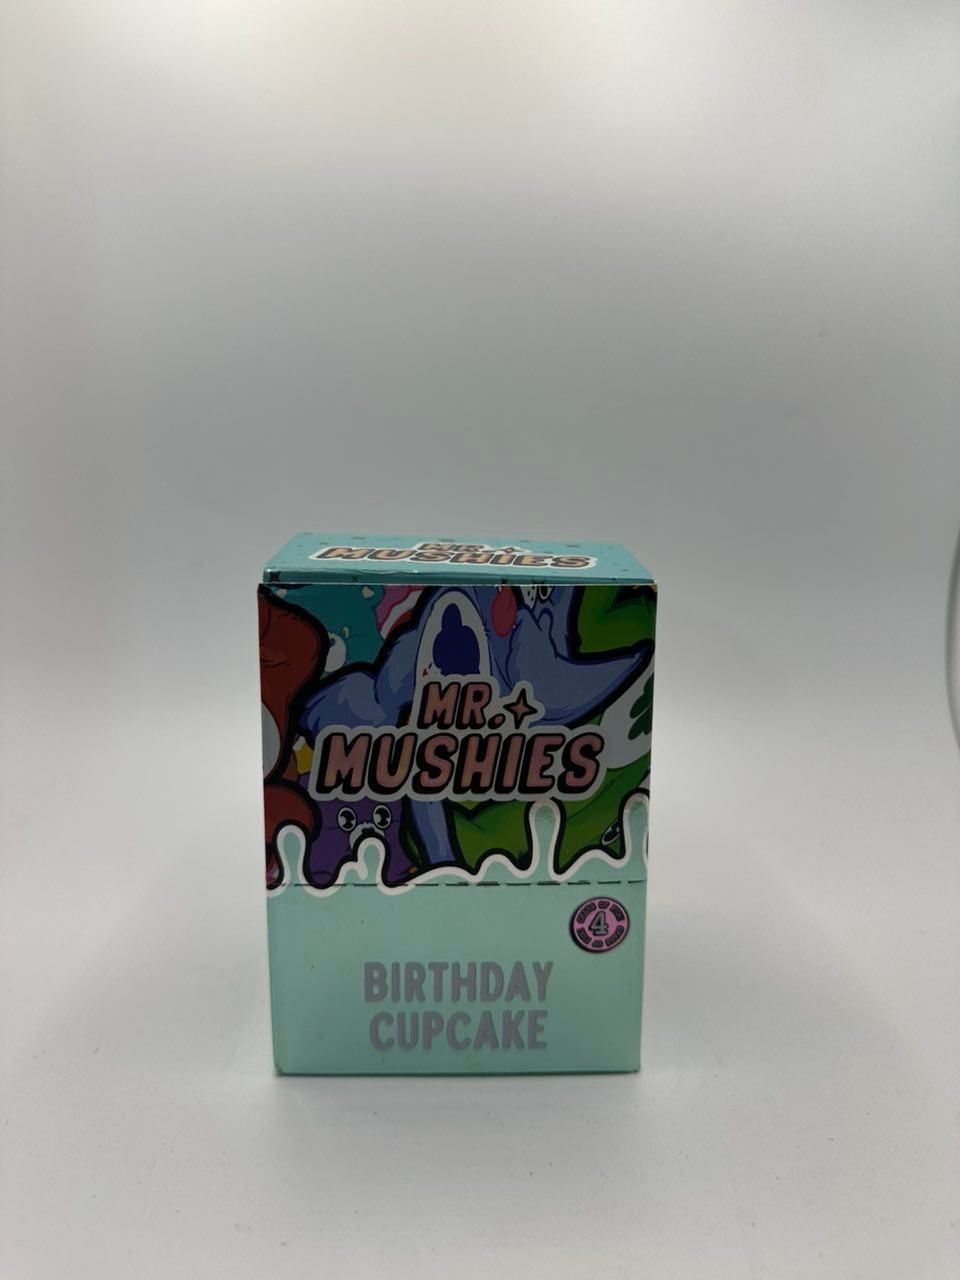 MR.
MUSHIES
MR.
MUSHIES
4
BIRTHDAY
CUPCAKE